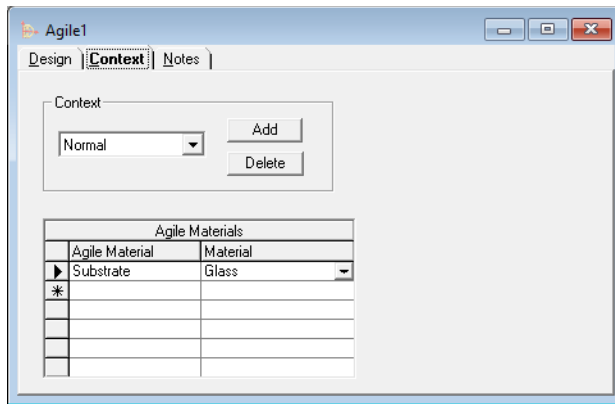 Agile1
Design Context Notes
Context
Normal
Add
Delete
Agile Materials
Agile Material Material
Substrate Glass